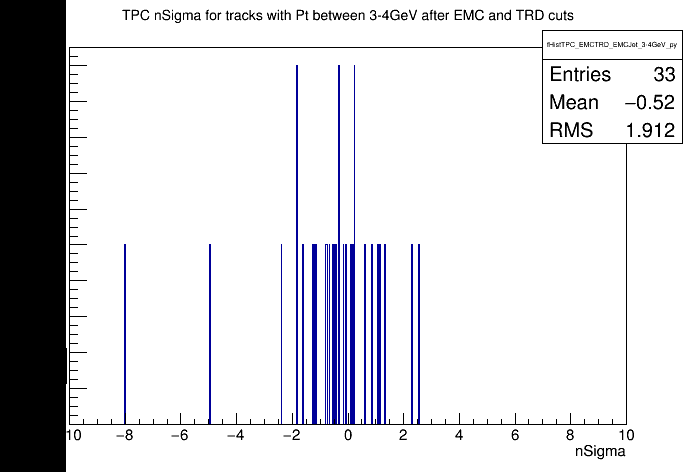 TPC nSigma for tracks with Pt between 3-4GeV after EMC and TRD cuts
fHistTPC_EMCTRD_EMCJet_3-4GeV_py
Entries 33
Mean −0.52
RMS 1.912
10 −8 −6 −4 −2 0 2 4 6 8 10
nSigma